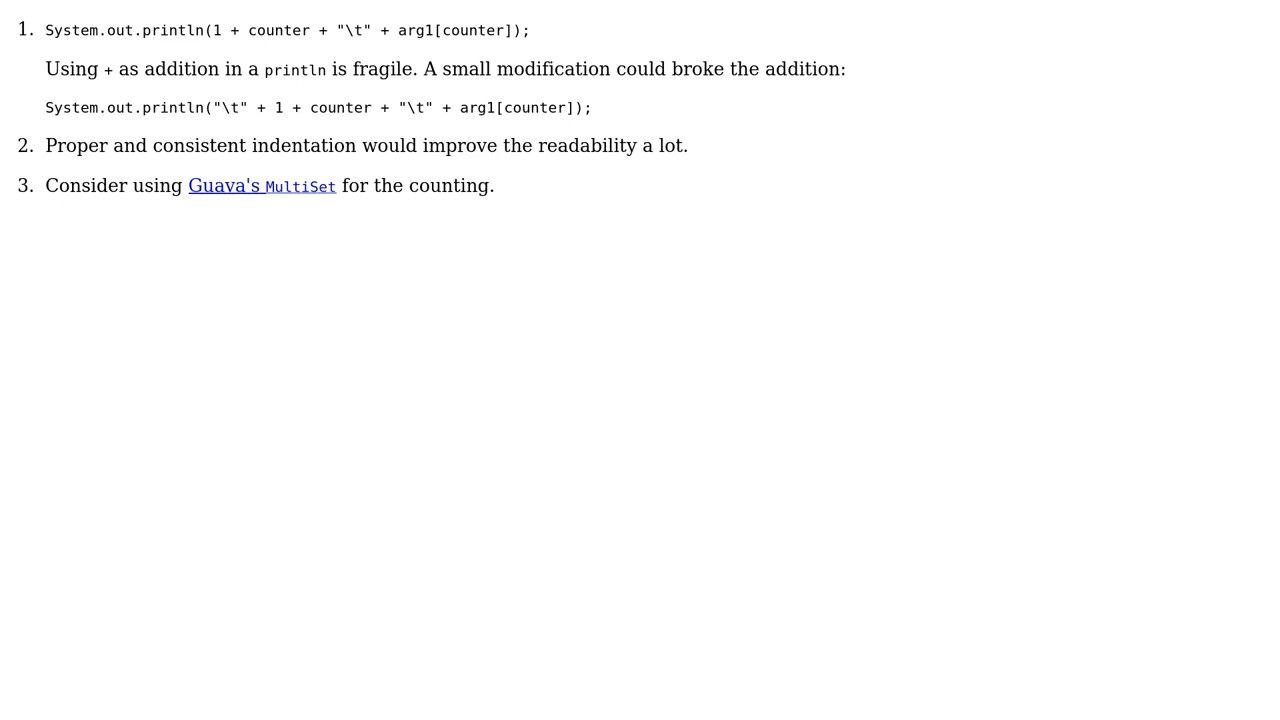 1. System.out.println(1 + counter + "\t" + arg1[counter]);
Using + as addition in a println is fragile. A small modification could broke the addition:
System.out.println("\t" + 1 + counter + "\t" + arg1[counter]);
2. Proper and consistent indentation would improve the readability a lot.
3. Consider using Guava's MultiSet for the counting.